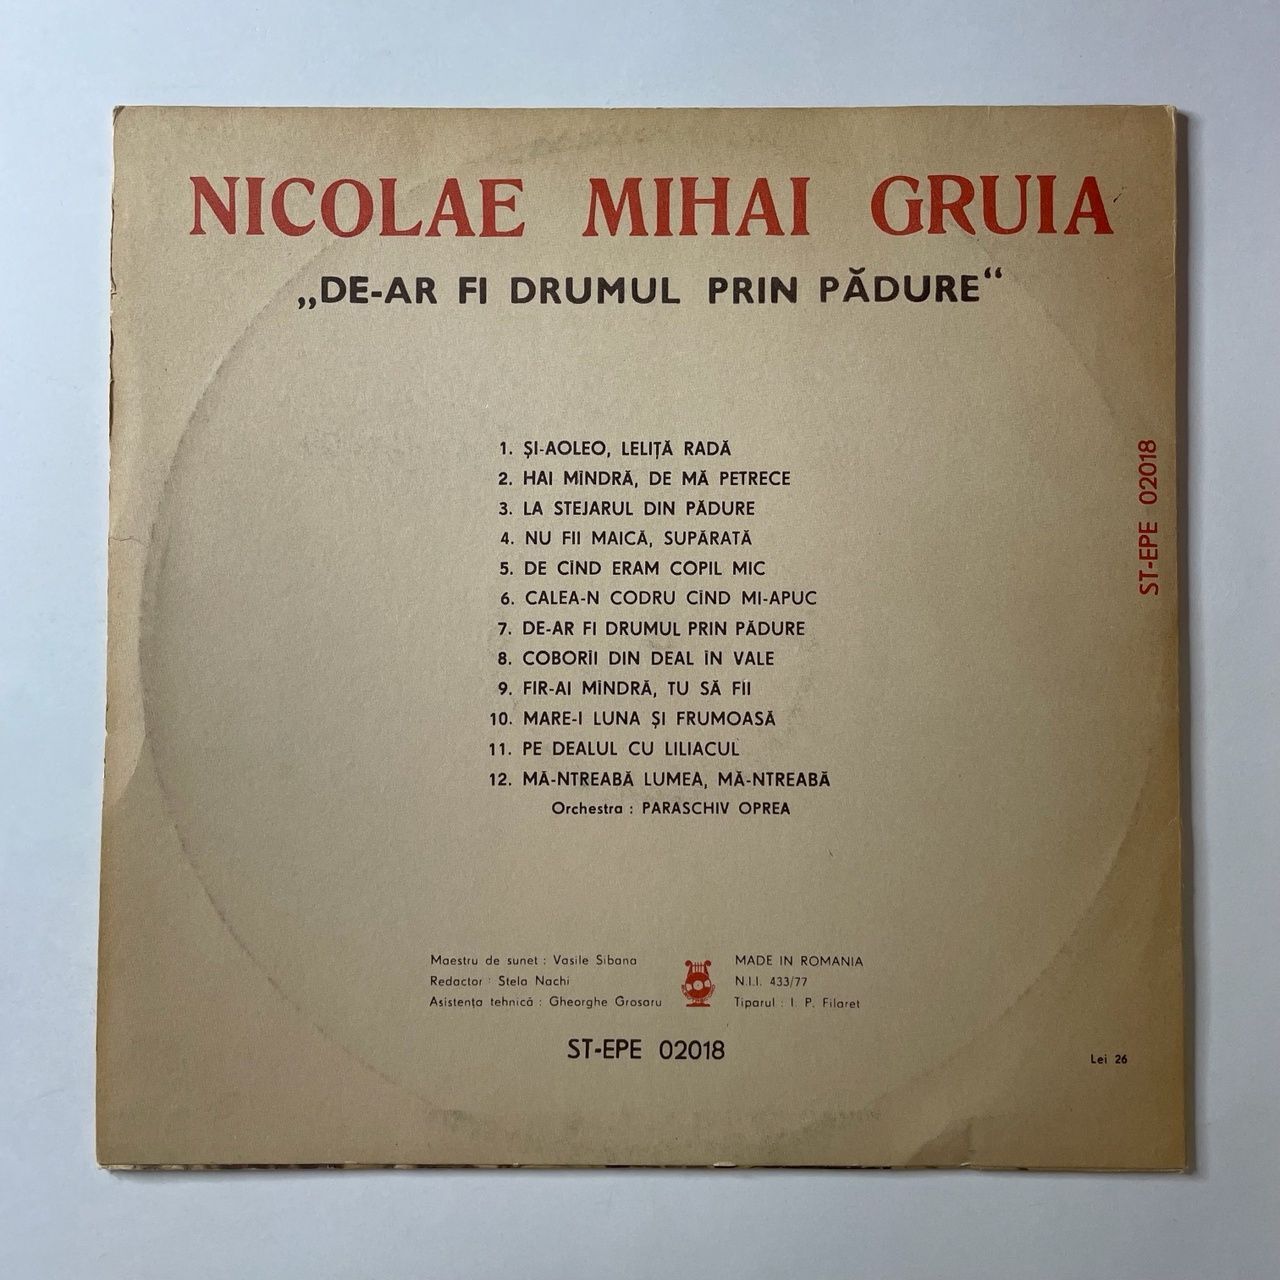 NICOLAE MIHAI GRUIA
„DE-AR FI DRUMUL PRIN PĂDURE“
1. ȘI-AOLEO, LELIȚĂ RADĂ
2. HAI MÎNDRĂ, DE MĂ PETRECE
3. LA STEJARUL DIN PĂDURE
4. NU FII MAICĂ, SUPĂRATĂ
5. DE CÎND ERAM COPIL MIC
6. CALEA-N CODRU CÎND MI-APUC
7. DE-AR FI DRUMUL PRIN PĂDURE
8. COBORÎI DIN DEAL ÎN VALE
9. FIR-AI MÎNDRĂ, TU SĂ FII
10. MARE-I LUNA ȘI FRUMOASĂ
11. PE DEALUL CU LILIACUL
12. MĂ-NTREABĂ LUMEA, MĂ-NTREABĂ
Orchestra : PARASCHIV OPREA
ST-EPE 02018
Maestru de sunet : Vasile Sibana
Redactor : Stela Nachi
Asistența tehnică : Gheorghe Grosaru
MADE IN ROMANIA
N.I.I. 433/77
Tiparul : I. P. Filaret
ST-EPE 02018
Lei 26